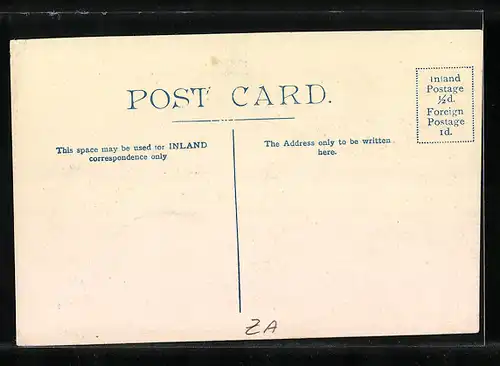 POST CARD.
Inland
Postage
½d.
Foreign
Postage
1d.
This space may be used for INLAND
correspondence only
The Address only to be written
here.
ZA